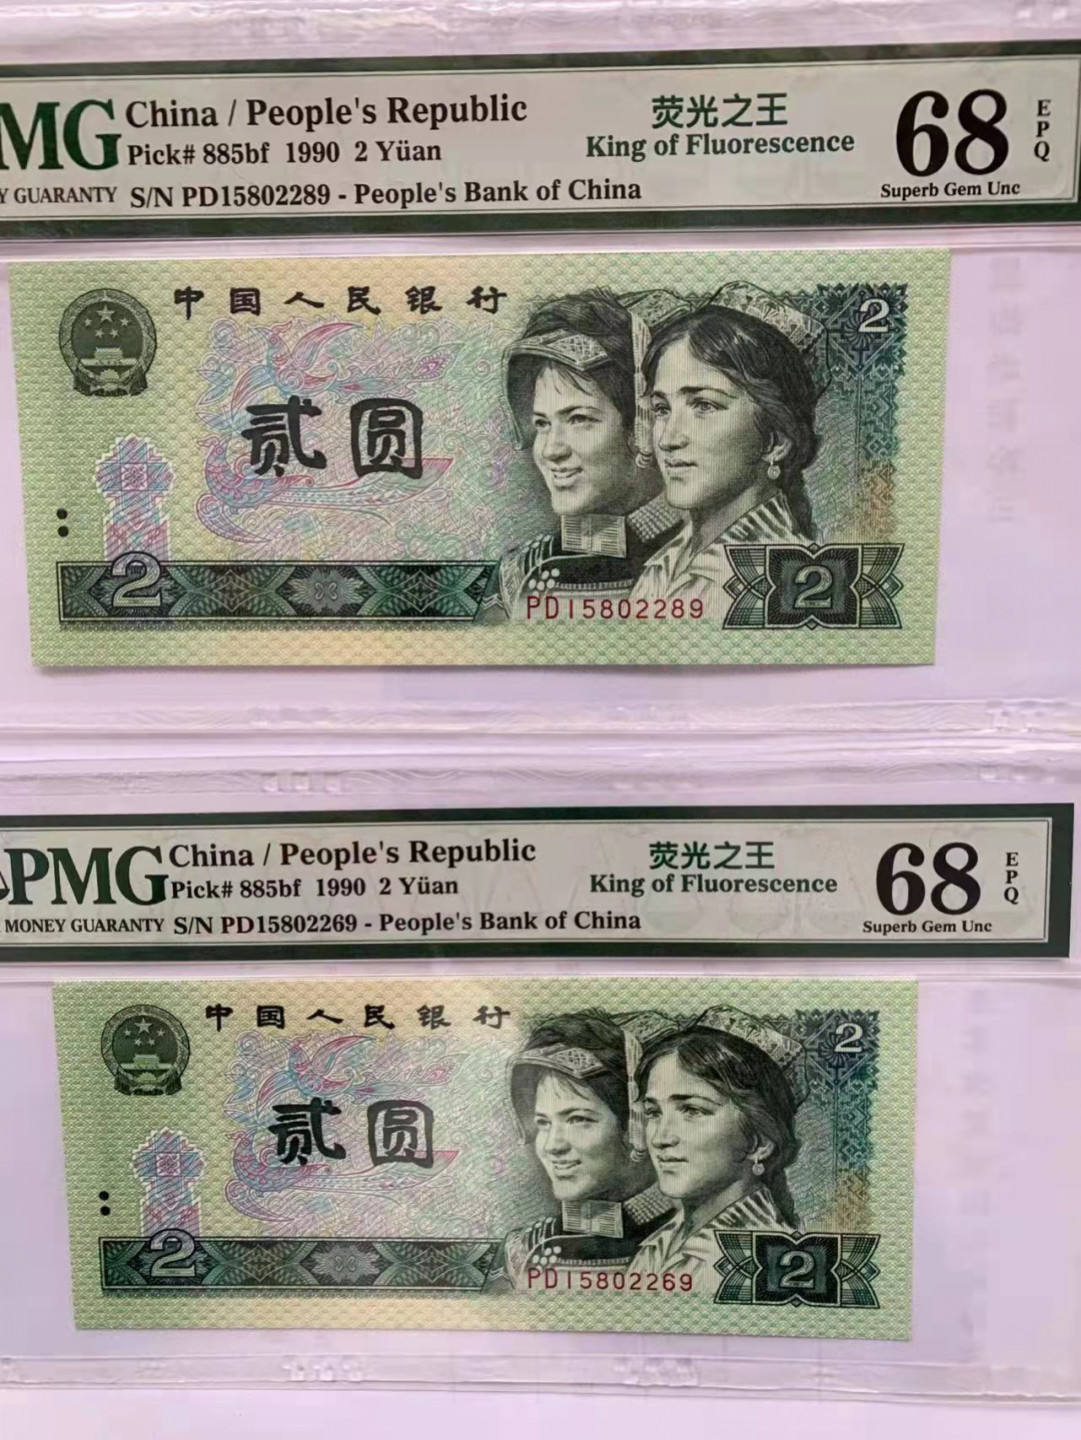 PMG China / People's Republic 荧光之王 68 EPQ
Pick# 885bf 1990 2 Yüan King of Fluorescence
Y GUARANTY S/N PD15802289 - People's Bank of China Superb Gem Unc
中国人民银行
2
贰圆
2
2
PD15802289
PMG China / People's Republic 荧光之王 68 EPQ
Pick# 885bf 1990 2 Yüan King of Fluorescence
MONEY GUARANTY S/N PD15802269 - People's Bank of China Superb Gem Unc
中国人民银行
2
贰圆
2
2
PD15802269